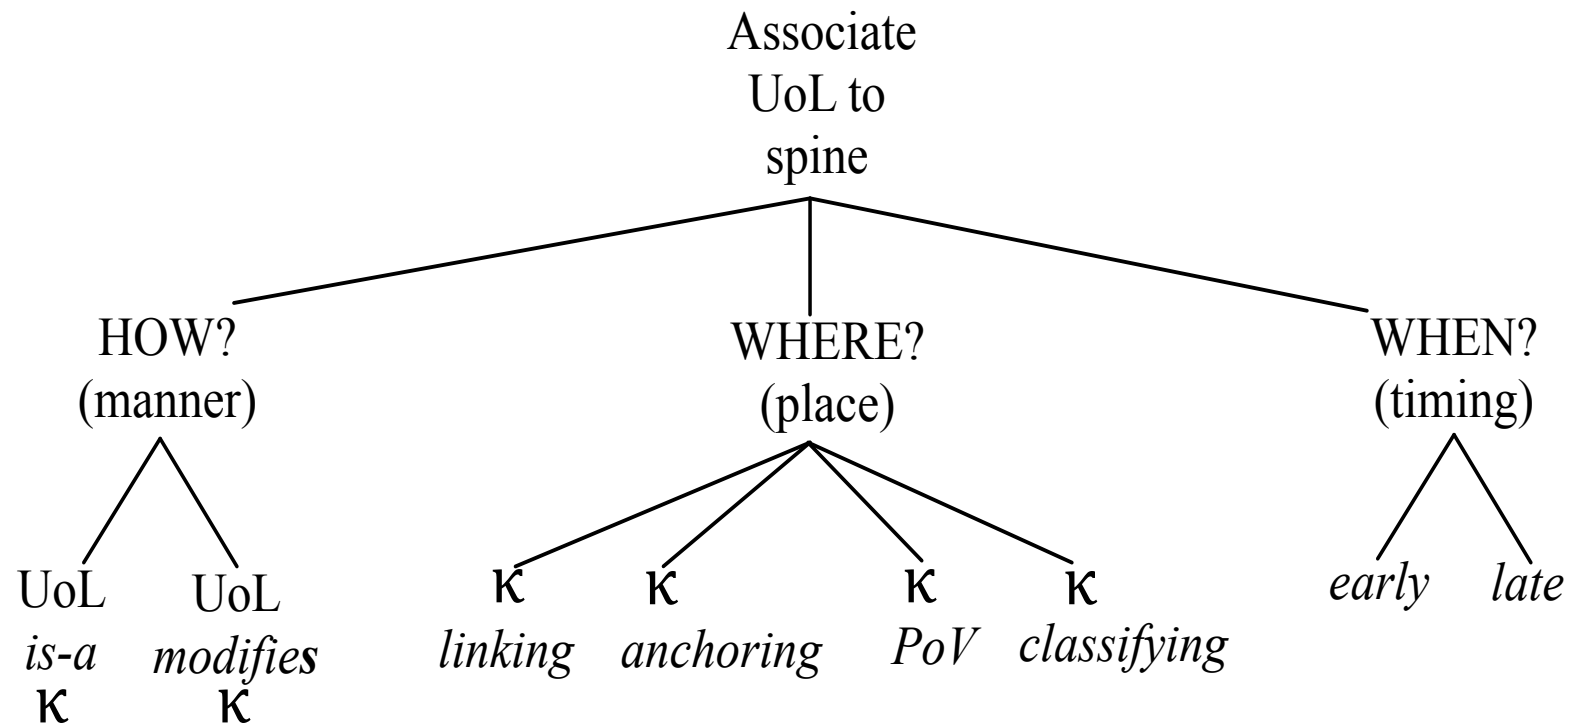 Associate
UoL to
spine
HOW?
(manner)
WHERE?
(place)
WHEN?
(timing)
UoL
is-a
κ
UoL
modifies
κ
κ
linking
κ
anchoring
κ
PoV
κ
classifying
early
late